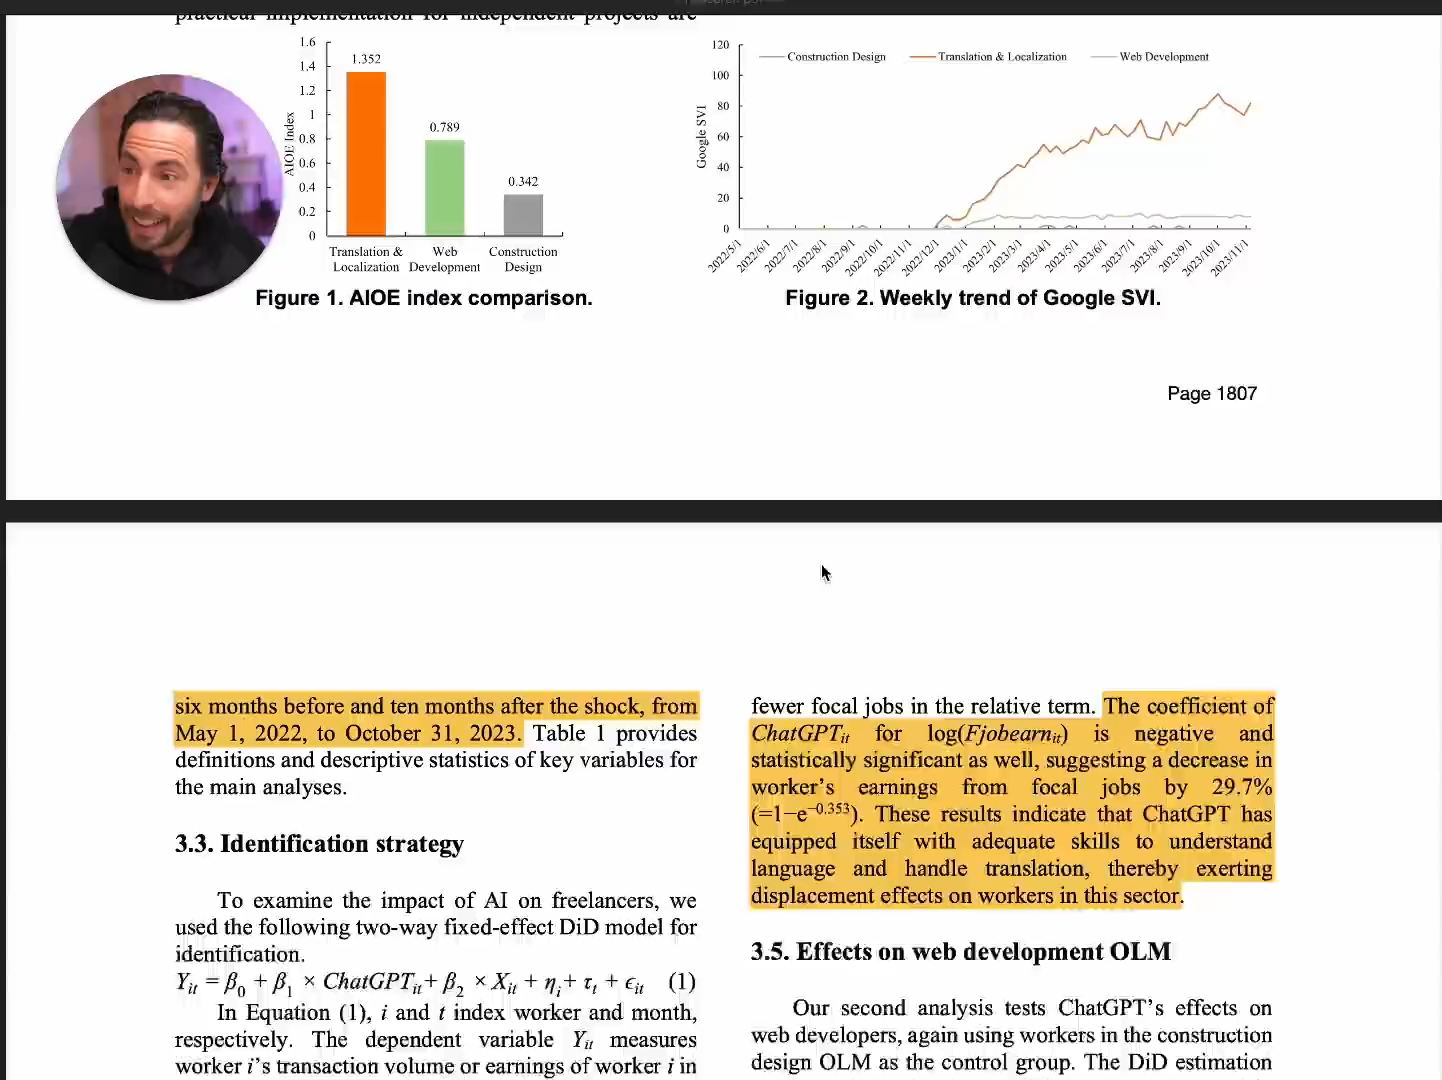 practical implementation for independent projects are
1.6
1.4
1.2
1
0.8
0.6
0.4
0.2
0
AIOE Index
1.352
0.789
0.342
Translation & Localization
Web Development
Construction Design
Figure 1. AIOE index comparison.
120
100
80
60
40
20
0
Google SVI
Construction Design
Translation & Localization
Web Development
2022/5/1
2022/6/1
2022/7/1
2022/8/1
2022/9/1
2022/10/1
2022/11/1
2022/12/1
2023/1/1
2023/2/1
2023/3/1
2023/4/1
2023/5/1
2023/6/1
2023/7/1
2023/8/1
2023/9/1
2023/10/1
2023/11/1
Figure 2. Weekly trend of Google SVI.
Page 1807
six months before and ten months after the shock, from
May 1, 2022, to October 31, 2023. Table 1 provides
definitions and descriptive statistics of key variables for
the main analyses.
3.3. Identification strategy
To examine the impact of AI on freelancers, we
used the following two-way fixed-effect DiD model for
identification.
Yit = β0 + β1 × ChatGPTit + β2 × Xit + ηi + τt + ϵit (1)
In Equation (1), i and t index worker and month,
respectively. The dependent variable Yit measures
worker i's transaction volume or earnings of worker i in
fewer focal jobs in the relative term. The coefficient of
ChatGPTit for log(Fjobearnit) is negative and
statistically significant as well, suggesting a decrease in
worker's earnings from focal jobs by 29.7%
(=1−e−0.353). These results indicate that ChatGPT has
equipped itself with adequate skills to understand
language and handle translation, thereby exerting
displacement effects on workers in this sector.
3.5. Effects on web development OLM
Our second analysis tests ChatGPT's effects on
web developers, again using workers in the construction
design OLM as the control group. The DiD estimation